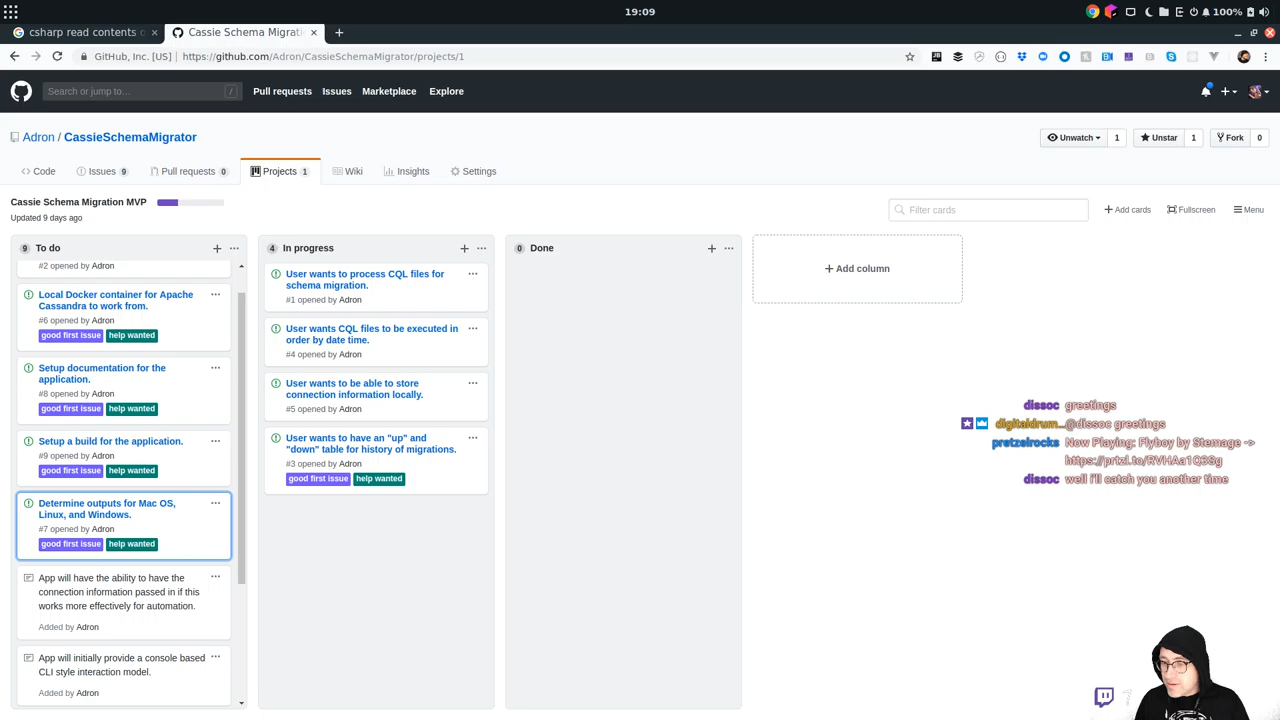 19:09
100%
csharp read contents o
Cassie Schema Migrati
GitHub, Inc. [US] | https://github.com/Adron/CassieSchemaMigrator/projects/1
Search or jump to...
/
Pull requests
Issues
Marketplace
Explore
Adron / CassieSchemaMigrator
Unwatch 1
Unstar 1
Fork 0
Code
Issues 9
Pull requests 0
Projects 1
Wiki
Insights
Settings
Cassie Schema Migration MVP
Updated 9 days ago
Filter cards
Add cards
Fullscreen
Menu
9 To do
#2 opened by Adron
Local Docker container for Apache
Cassandra to work from.
#6 opened by Adron
good first issue help wanted
Setup documentation for the
application.
#8 opened by Adron
good first issue help wanted
Setup a build for the application.
#9 opened by Adron
good first issue help wanted
Determine outputs for Mac OS,
Linux, and Windows.
#7 opened by Adron
good first issue help wanted
App will have the ability to have the
connection information passed in if this
works more effectively for automation.
Added by Adron
App will initially provide a console based
CLI style interaction model.
Added by Adron
4 In progress
User wants to process CQL files for
schema migration.
#1 opened by Adron
User wants CQL files to be executed in
order by date time.
#4 opened by Adron
User wants to be able to store
connection information locally.
#5 opened by Adron
User wants to have an "up" and
"down" table for history of migrations.
#3 opened by Adron
good first issue help wanted
0 Done
Add column
dissoc greetings
digitaldrum... @dissoc greetings
pretzelrocks Now Playing: Flyboy by Stemage ->
dissoc well i'll catch you another time